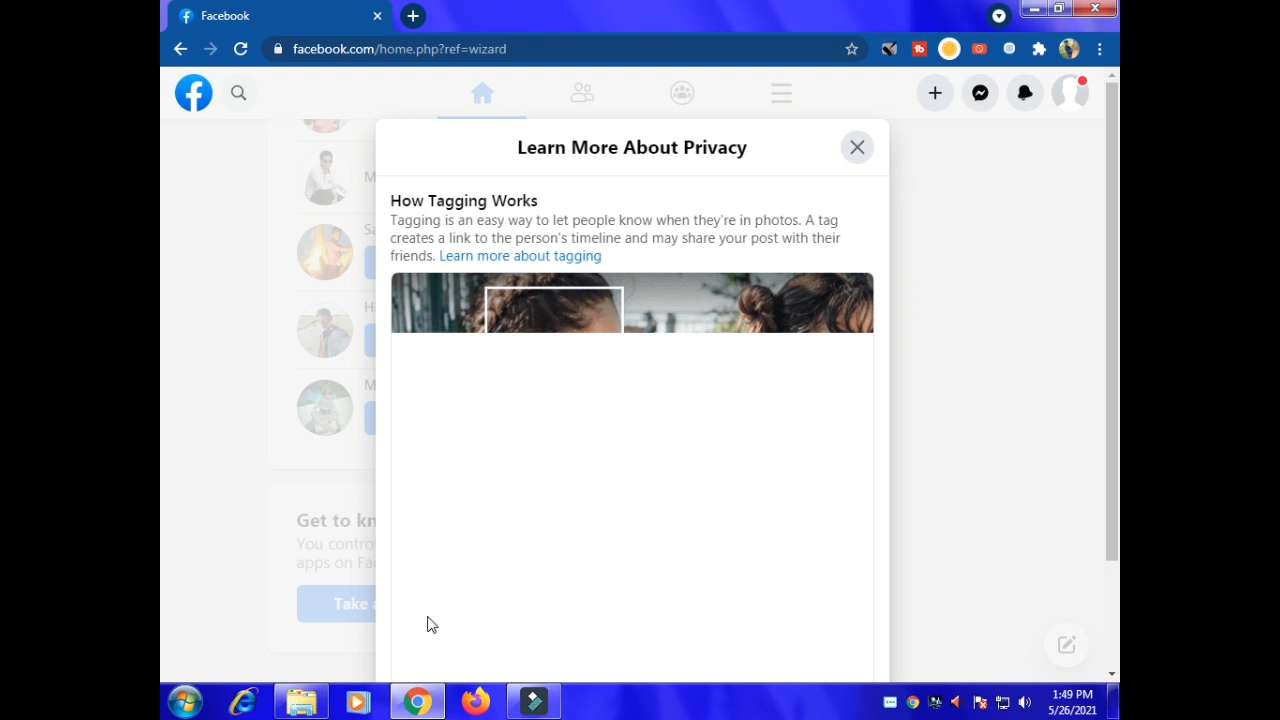 Facebook
facebook.com/home.php?ref=wizard
Learn More About Privacy
How Tagging Works
Tagging is an easy way to let people know when they're in photos. A tag
creates a link to the person's timeline and may share your post with their
friends. Learn more about tagging
M
Sa
H
M
Get to kn
You contro
apps on Fa
Take a
1:49 PM
5/26/2021